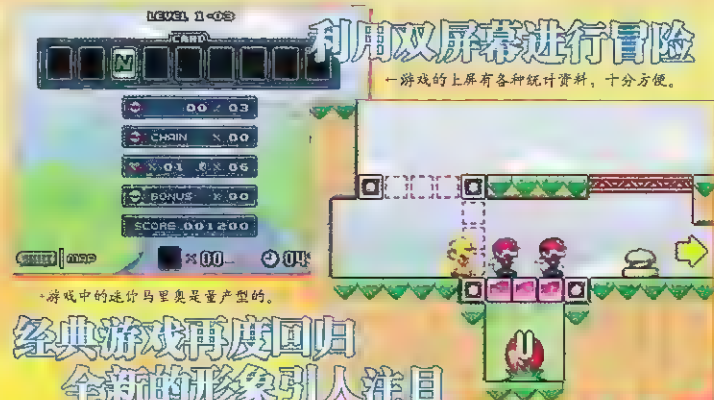 LEVEL 1-03
CARD
N
00 / 03
CHAIN × 00
× 01 × 06
BONUS × 00
SCORE 001200
MAP
× 00
04
利用双屏幕进行冒险
←游戏的上屏有各种统计资料，十分方便。
游戏中的迷你马里奥是量产型的。
经典游戏再度回归
全新的形象引人注目